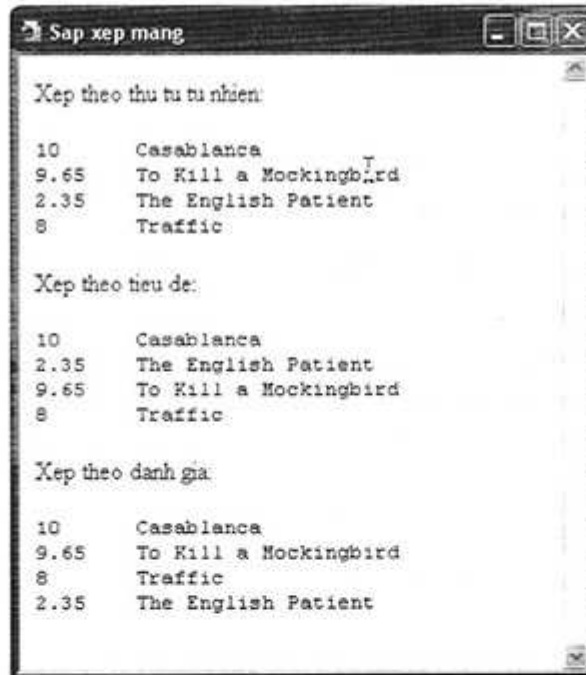 Sap xep mang
Xep theo thu tu tu nhien:
10 Casablanca
9.65 To Kill a Mockingbird
2.35 The English Patient
8 Traffic
Xep theo tieu de:
10 Casablanca
2.35 The English Patient
9.65 To Kill a Mockingbird
8 Traffic
Xep theo danh gia:
10 Casablanca
9.65 To Kill a Mockingbird
8 Traffic
2.35 The English Patient